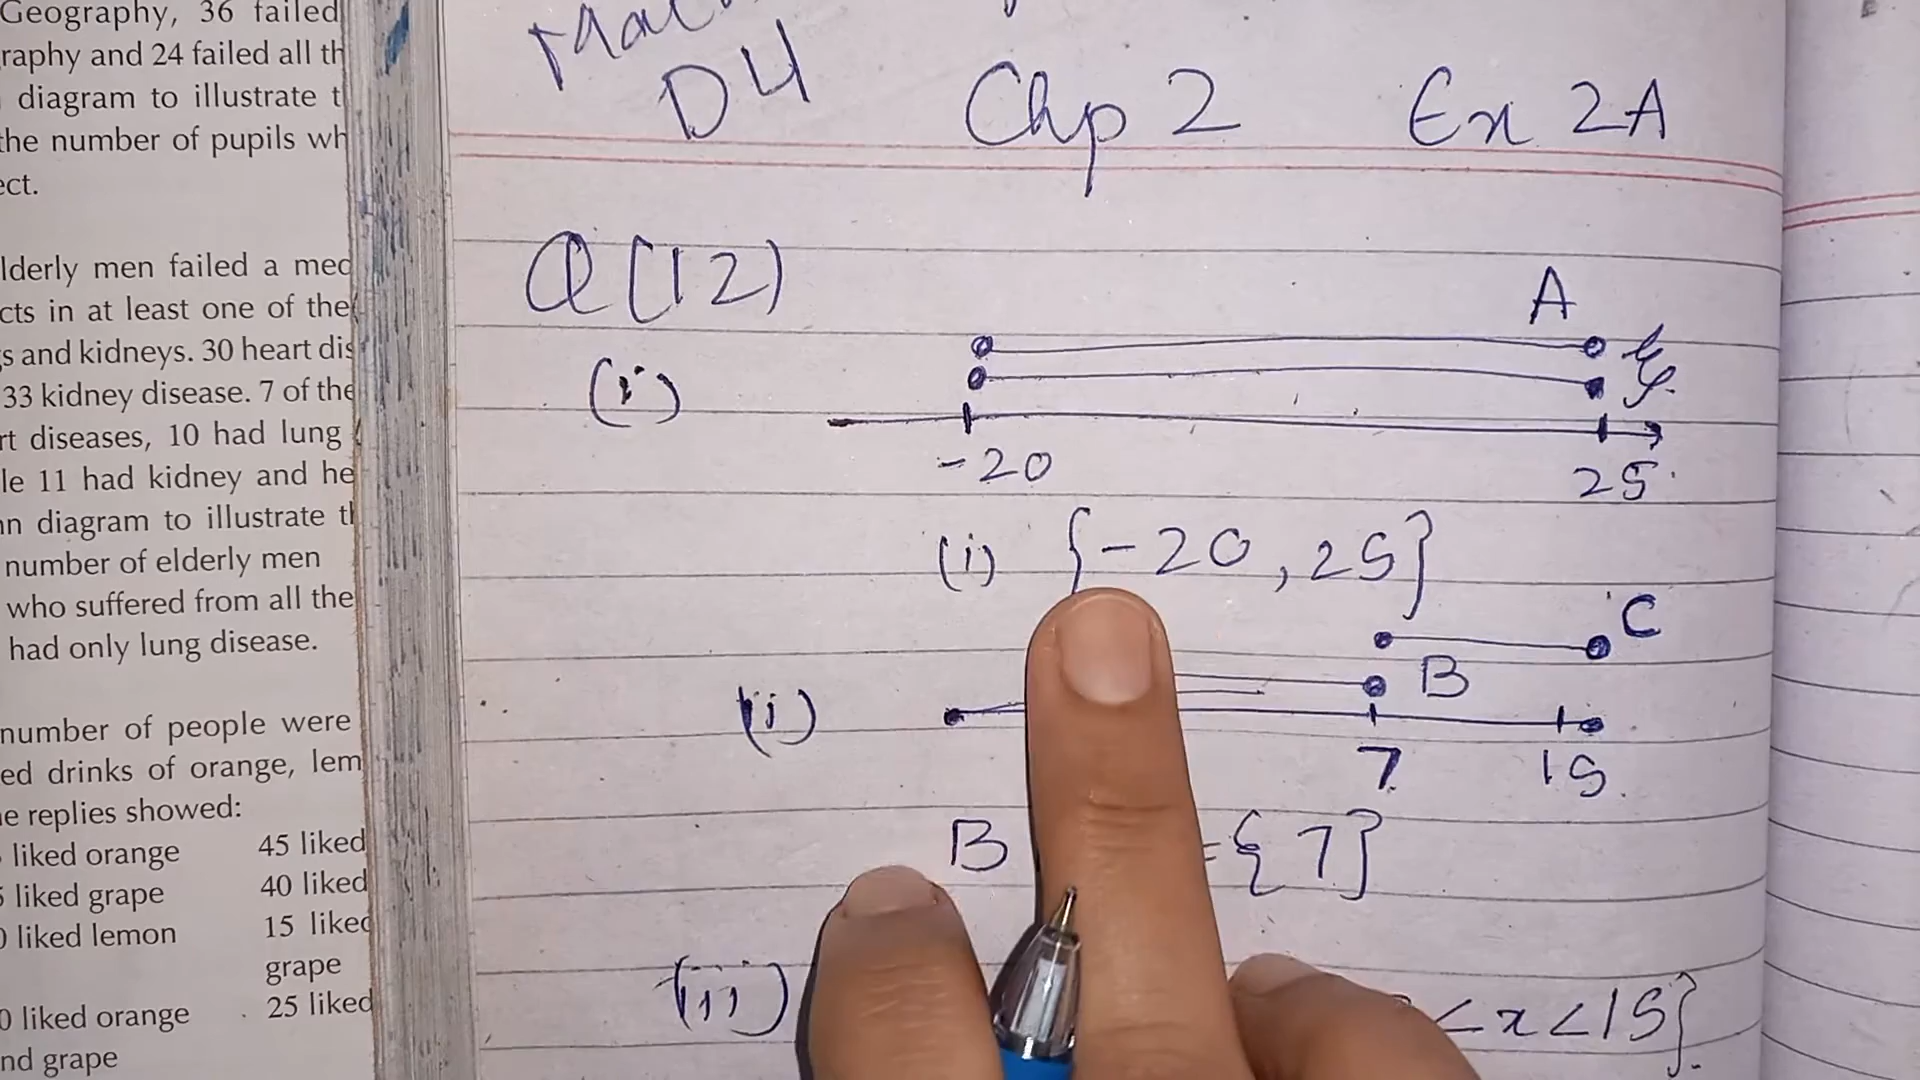 Geography, 36 failed
raphy and 24 failed all th
diagram to illustrate t
the number of pupils wh
ect.
lderly men failed a med
cts in at least one of the
s and kidneys. 30 heart dis
33 kidney disease. 7 of the
rt diseases, 10 had lung
le 11 had kidney and he
nn diagram to illustrate th
number of elderly men
who suffered from all the
had only lung disease.
number of people were
ed drinks of orange, lem
e replies showed:
liked orange 45 liked
liked grape 40 liked
0 liked lemon 15 liked
grape
0 liked orange 25 liked
nd grape
D4 Chp 2 Ex 2A
Q(12)
A
(i)
-20 25
(i) {-20, 25}
C
(ii) B
7 15
B = {7}
(iii) <x<15}